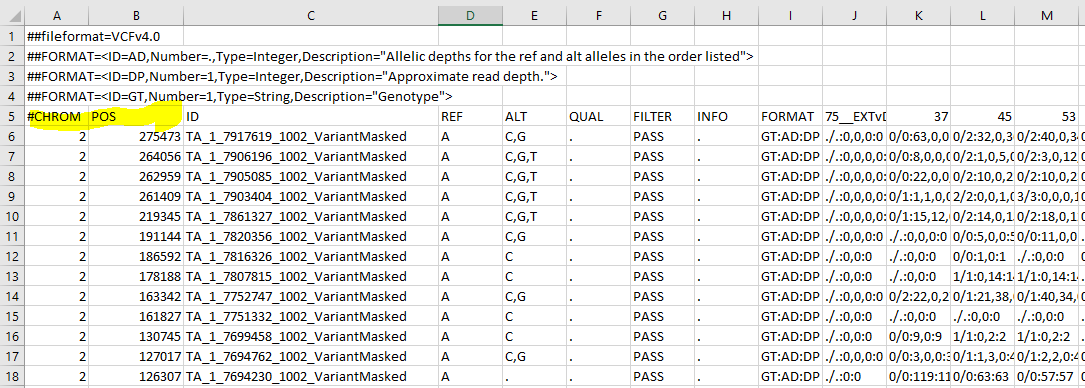 A B C D E F G H I J K L M
1 ##fileformat=VCFv4.0
2 ##FORMAT=<ID=AD,Number=.,Type=Integer,Description="Allelic depths for the ref and alt alleles in the order listed">
3 ##FORMAT=<ID=DP,Number=1,Type=Integer,Description="Approximate read depth.">
4 ##FORMAT=<ID=GT,Number=1,Type=String,Description="Genotype">
5 #CHROM POS ID REF ALT QUAL FILTER INFO FORMAT 75__EXTvD 37 45 53
6 2 275473 TA_1_7917619_1002_VariantMasked A C,G . PASS . GT:AD:DP ./.:0,0,0:0 0/0:63,0,0 0/2:32,0,3 0/2:40,0,34
7 2 264056 TA_1_7906196_1002_VariantMasked A C,G,T . PASS . GT:AD:DP ./.:0,0,0,0: 0/0:8,0,0,0 0/2:1,0,5,0 0/2:3,0,12,
8 2 262959 TA_1_7905085_1002_VariantMasked A C,G,T . PASS . GT:AD:DP ./.:0,0,0,0: 0/0:22,0,0, 0/2:10,0,2 0/2:10,0,2
9 2 261409 TA_1_7903404_1002_VariantMasked A C,G,T . PASS . GT:AD:DP ./.:0,0,0,0: 0/1:1,1,0,0 2/2:0,0,1,0 3/3:0,0,0,1
10 2 219345 TA_1_7861327_1002_VariantMasked A C,G,T . PASS . GT:AD:DP ./.:0,0,0,0: 0/1:15,12,0 0/2:14,0,1 0/2:18,0,1
11 2 191144 TA_1_7820356_1002_VariantMasked A C,G . PASS . GT:AD:DP ./.:0,0,0:0 ./.:0,0,0:0 0/0:5,0,0:5 0/0:11,0,0
12 2 186592 TA_1_7816326_1002_VariantMasked A C . PASS . GT:AD:DP ./.:0,0:0 ./.:0,0:0 0/0:1,0:1 ./.:0,0:0
13 2 178188 TA_1_7807815_1002_VariantMasked A C . PASS . GT:AD:DP ./.:0,0:0 ./.:0,0:0 1/1:0,14:14 1/1:0,14:14
14 2 163342 TA_1_7752747_1002_VariantMasked A C,G . PASS . GT:AD:DP ./.:0,0,0:0 0/2:22,0,2 0/1:21,38, 0/1:40,34,
15 2 161827 TA_1_7751332_1002_VariantMasked A C . PASS . GT:AD:DP ./.:0,0:0 ./.:0,0:0 ./.:0,0:0 ./.:0,0:0
16 2 130745 TA_1_7699458_1002_VariantMasked A C . PASS . GT:AD:DP ./.:0,0:0 0/0:9,0:9 1/1:0,2:2 1/1:0,2:2
17 2 127017 TA_1_7694762_1002_VariantMasked A C,G . PASS . GT:AD:DP ./.:0,0,0:0 0/0:3,0,0:3 0/1:1,3,0:4 0/1:2,2,0:4
18 2 126307 TA_1_7694230_1002_VariantMasked A . . PASS . GT:AD:DP ./.:0:0 0/0:119:11 0/0:63:63 0/0:57:57